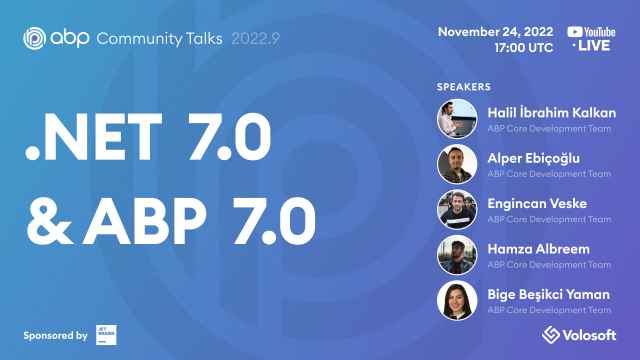 abp Community Talks 2022.9
November 24, 2022
17:00 UTC
YouTube
LIVE
.NET 7.0
& ABP 7.0
SPEAKERS
Halil İbrahim Kalkan
ABP Core Development Team
Alper Ebiçoğlu
ABP Core Development Team
Engincan Veske
ABP Core Development Team
Hamza Albreem
ABP Core Development Team
Bige Beşikci Yaman
ABP Core Development Team
Sponsored by
JET
BRAINS
Volosoft